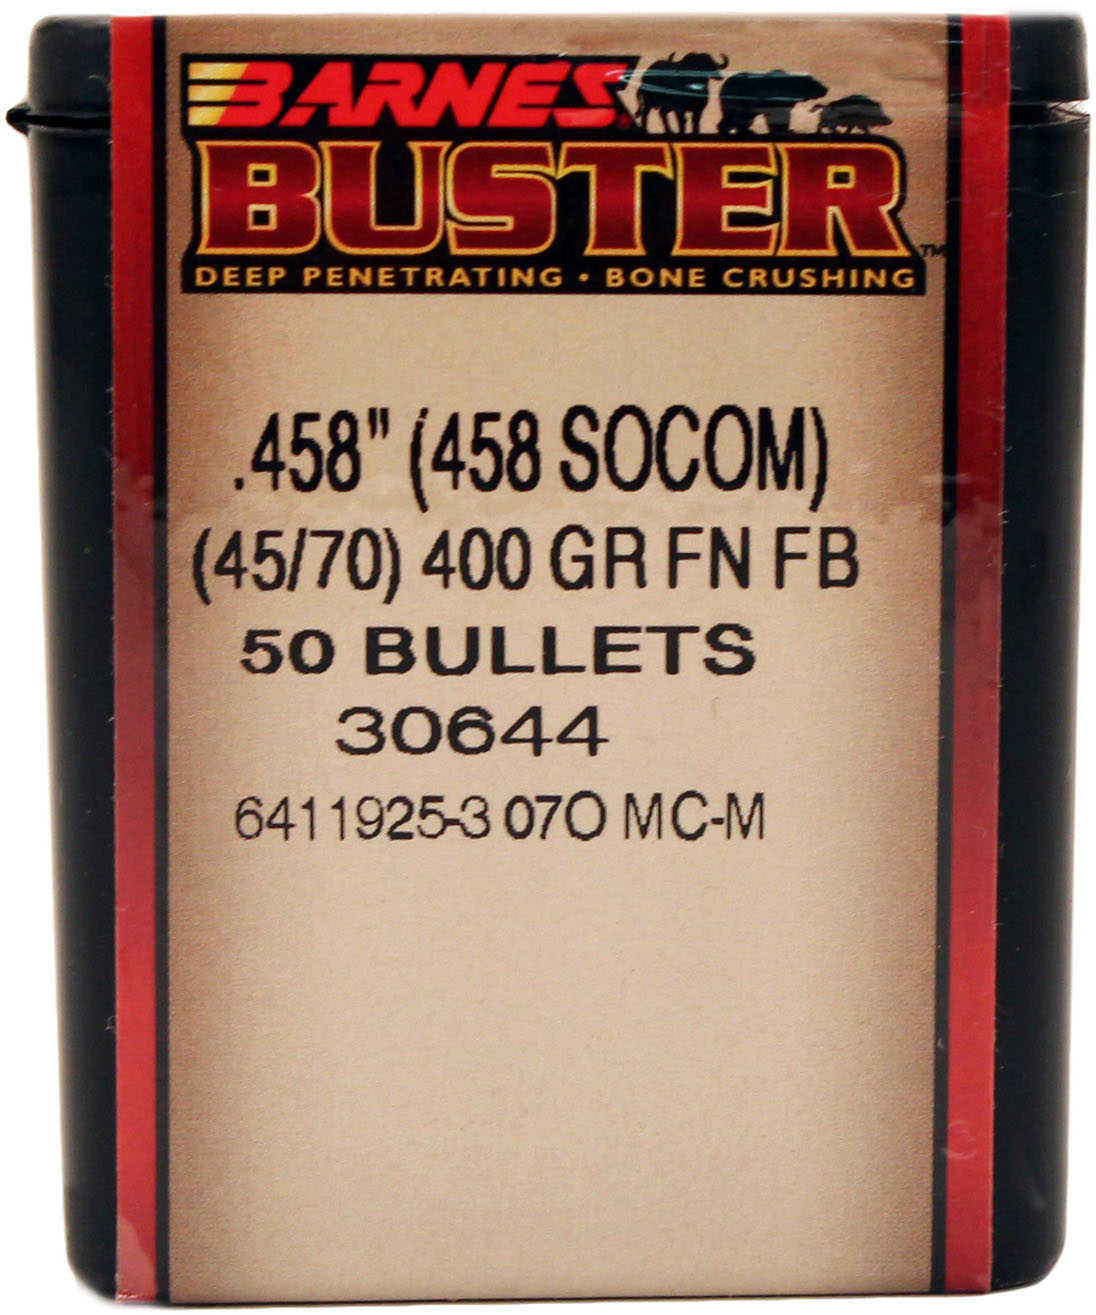 BARNES®
BUSTER™
DEEP PENETRATING • BONE CRUSHING
.458" (458 SOCOM)
(45/70) 400 GR FN FB
50 BULLETS
30644
6411925-3 07O MC-M